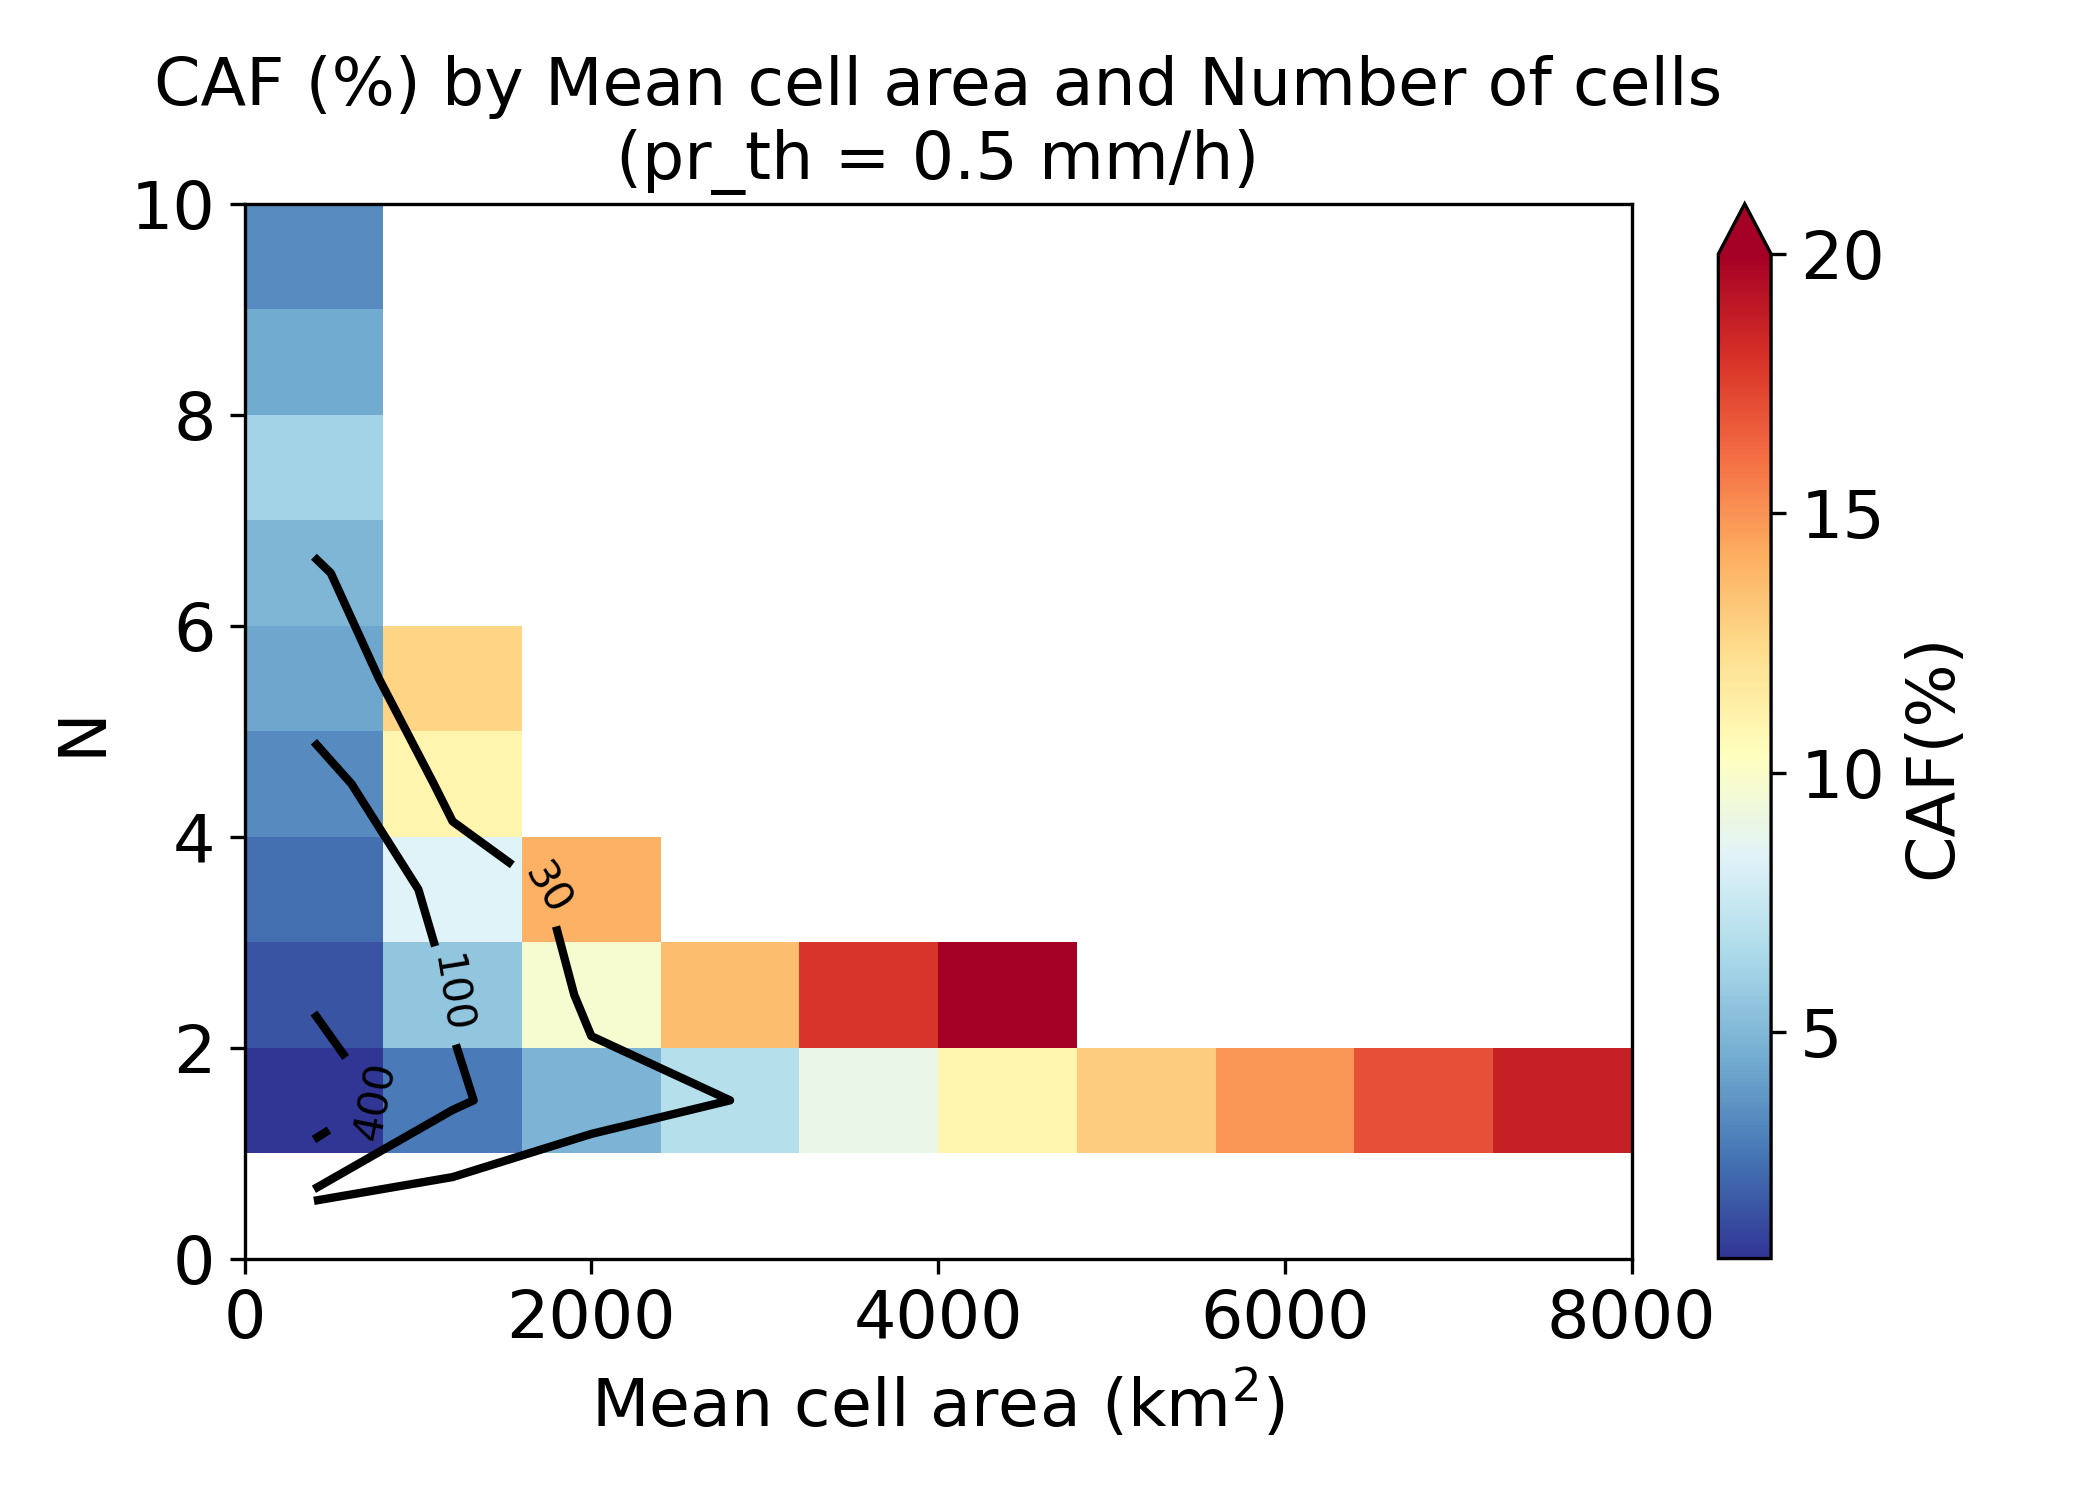 CAF (%) by Mean cell area and Number of cells
(pr_th = 0.5 mm/h)
10
8
6
4
2
0
N
30
100
400
0 2000 4000 6000 8000
Mean cell area (km²)
20
15
10
5
CAF(%)